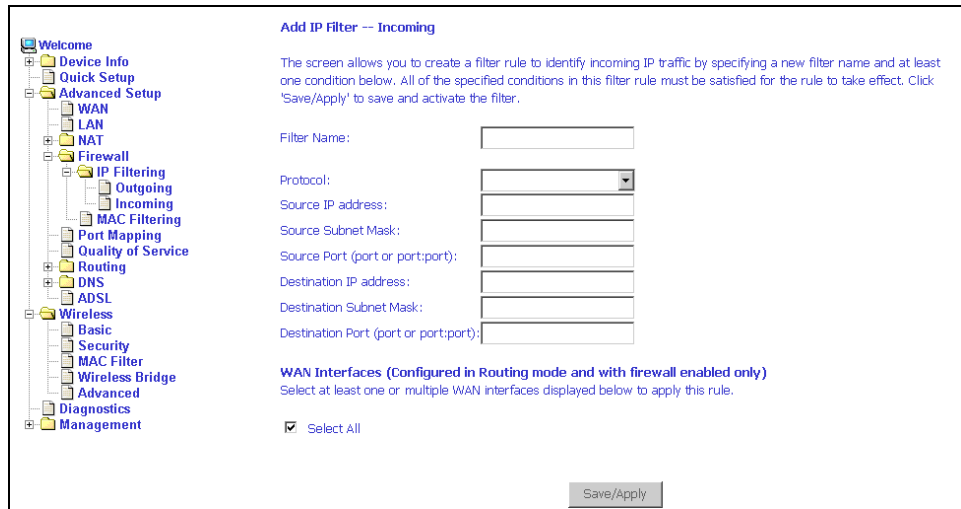 Welcome
Device Info
Quick Setup
Advanced Setup
WAN
LAN
NAT
Firewall
IP Filtering
Outgoing
Incoming
MAC Filtering
Port Mapping
Quality of Service
Routing
DNS
ADSL
Wireless
Basic
Security
MAC Filter
Wireless Bridge
Advanced
Diagnostics
Management
Add IP Filter -- Incoming
The screen allows you to create a filter rule to identify incoming IP traffic by specifying a new filter name and at least
one condition below. All of the specified conditions in this filter rule must be satisfied for the rule to take effect. Click
'Save/Apply' to save and activate the filter.
Filter Name:
Protocol:
Source IP address:
Source Subnet Mask:
Source Port (port or port:port):
Destination IP address:
Destination Subnet Mask:
Destination Port (port or port:port):
WAN Interfaces (Configured in Routing mode and with firewall enabled only)
Select at least one or multiple WAN interfaces displayed below to apply this rule.
Select All
Save/Apply